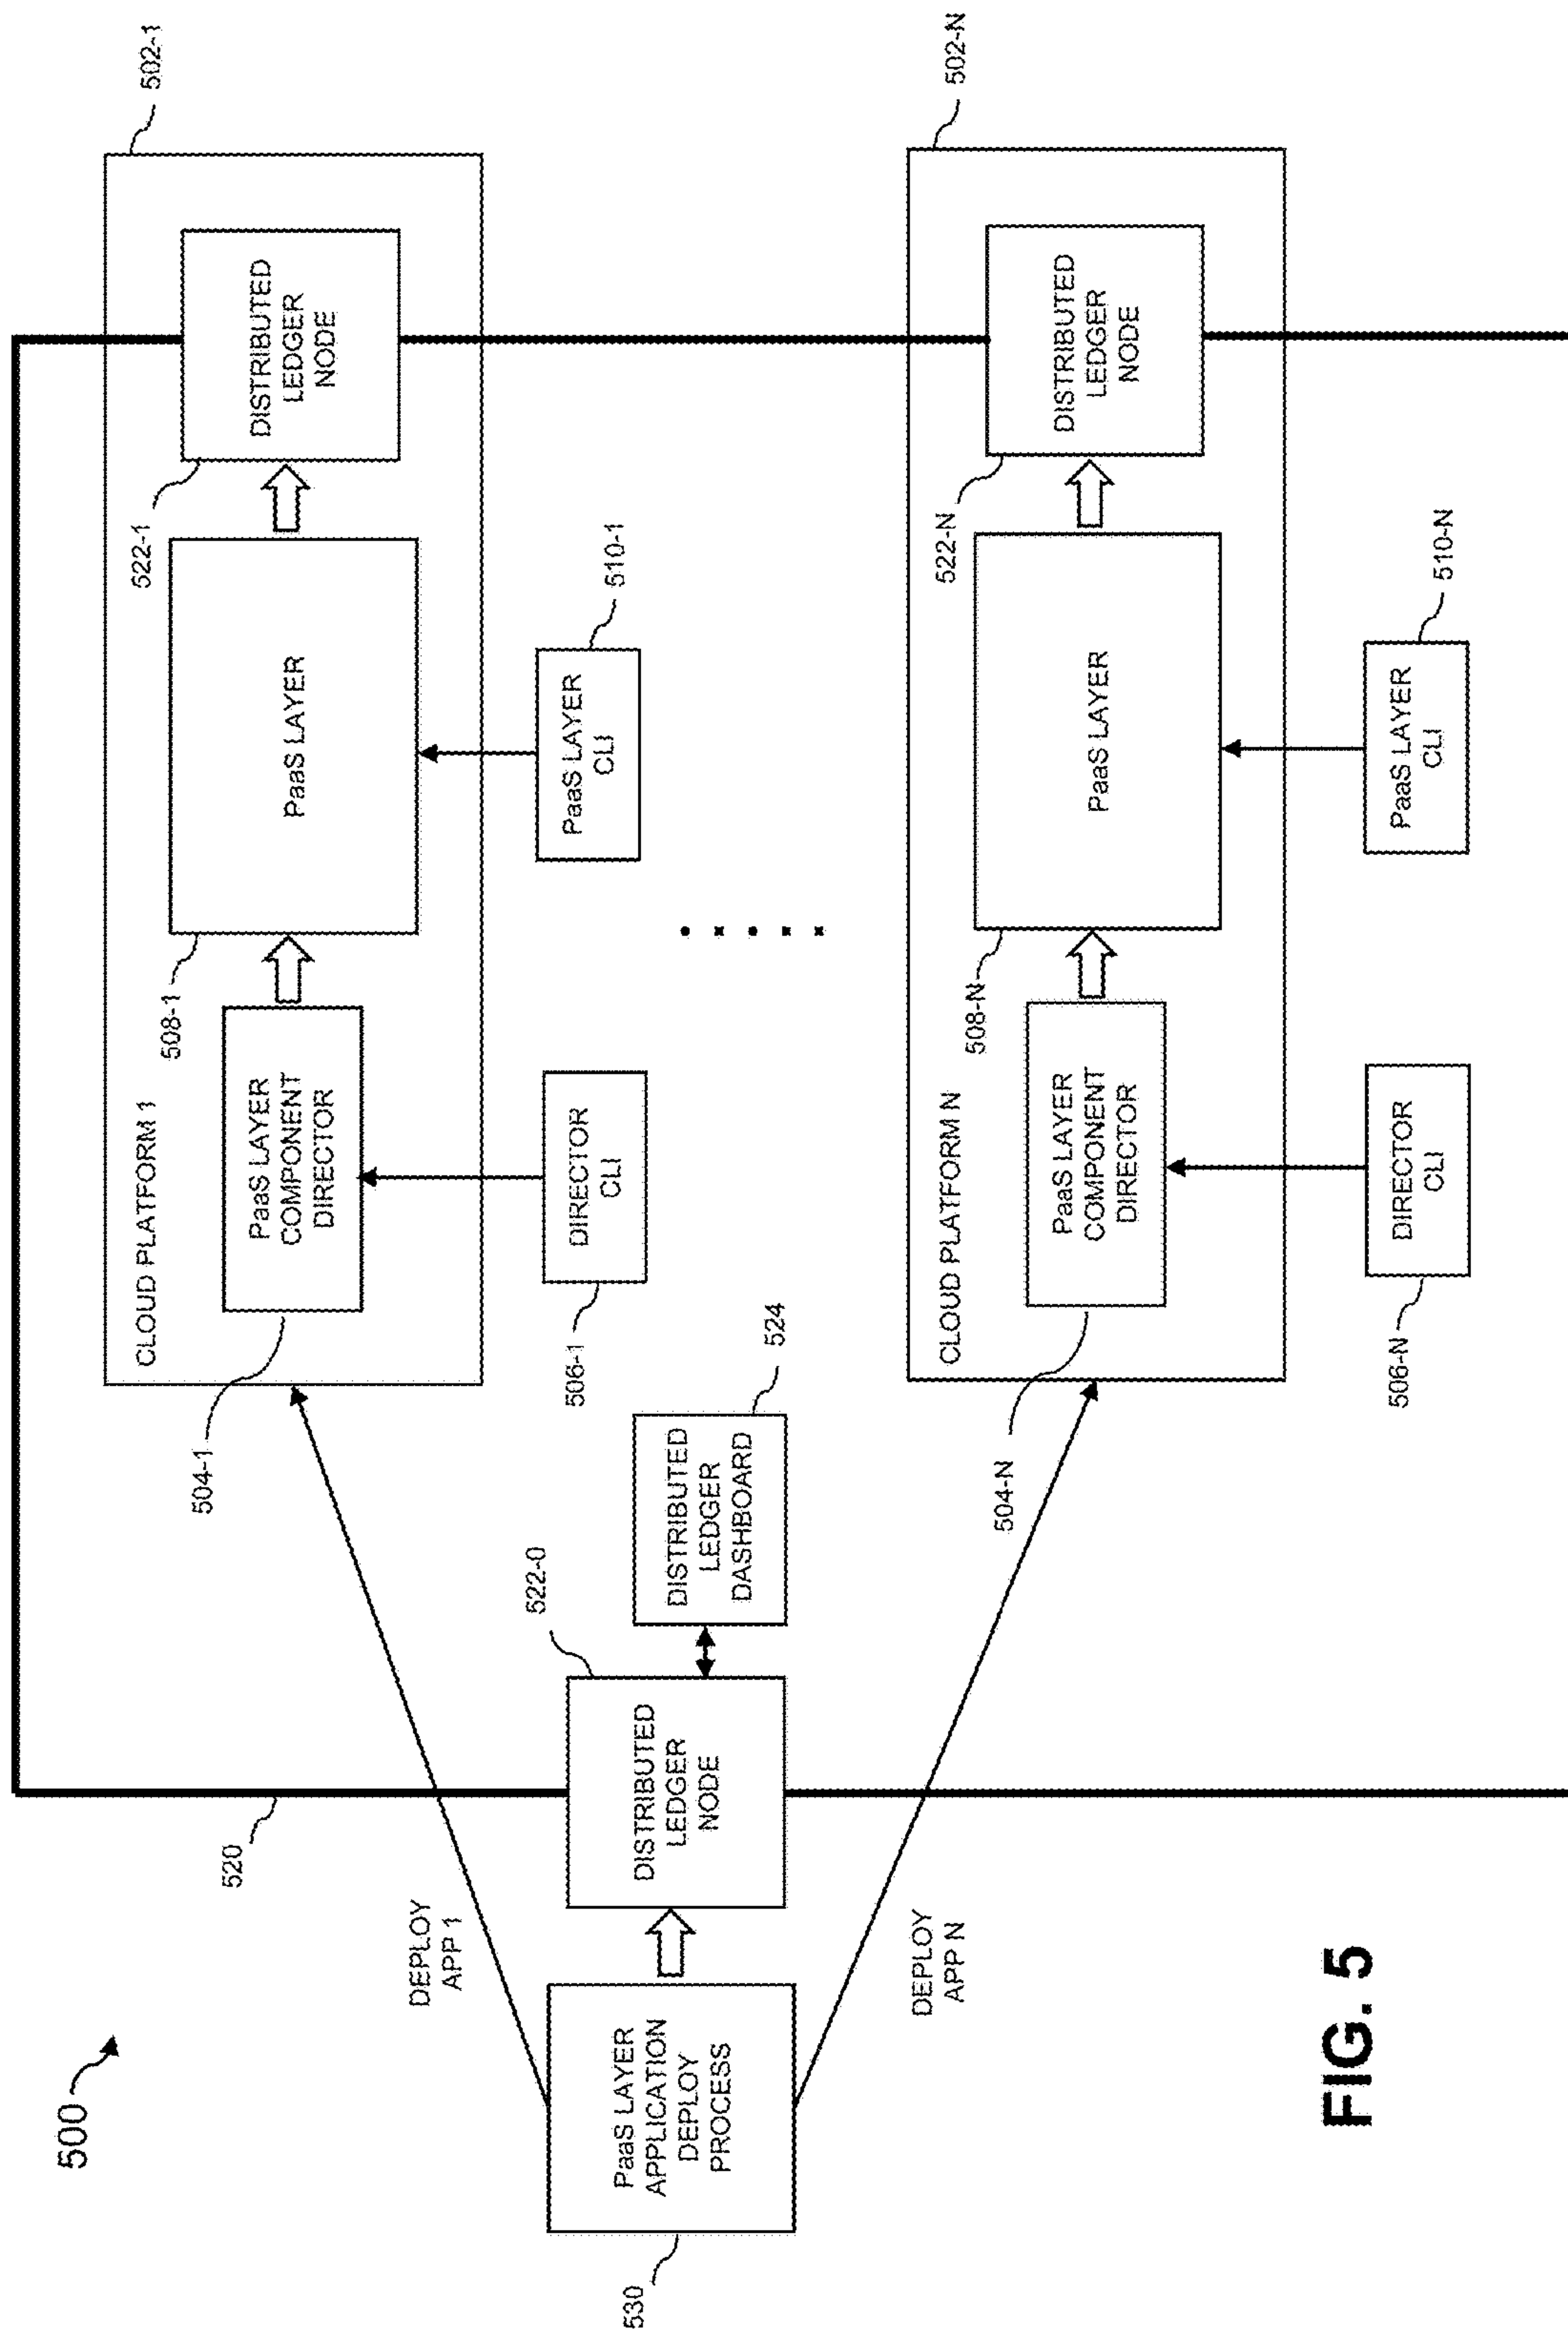 500
530
PaaS LAYER
APPLICATION
DEPLOY
PROCESS
DEPLOY
APP 1
DEPLOY
APP N
520
522-0
DISTRIBUTED
LEDGER
NODE
524
DISTRIBUTED
LEDGER
DASHBOARD
502-1
CLOUD PLATFORM 1
504-1
PaaS LAYER
COMPONENT
DIRECTOR
506-1
DIRECTOR
CLI
508-1
PaaS LAYER
510-1
PaaS LAYER
CLI
522-1
DISTRIBUTED
LEDGER
NODE
502-N
CLOUD PLATFORM N
504-N
PaaS LAYER
COMPONENT
DIRECTOR
506-N
DIRECTOR
CLI
508-N
PaaS LAYER
510-N
PaaS LAYER
CLI
522-N
DISTRIBUTED
LEDGER
NODE
FIG. 5